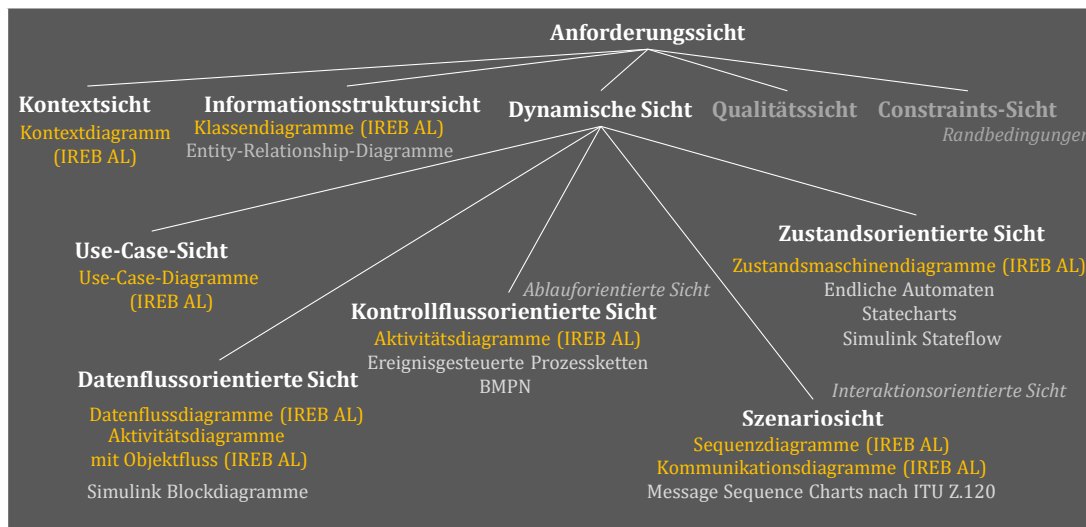 Anforderungssicht
Kontextsicht
Kontextdiagramm
(IREB AL)
Informationsstruktursicht
Klassendiagramme (IREB AL)
Entity-Relationship-Diagramme
Dynamische Sicht
Qualitätssicht
Constraints-Sicht
Randbedingungen
Use-Case-Sicht
Use-Case-Diagramme
(IREB AL)
Zustandsorientierte Sicht
Zustandsmaschinendiagramme (IREB AL)
Endliche Automaten
Statecharts
Simulink Stateflow
Ablauforientierte Sicht
Kontrollflussorientierte Sicht
Aktivitätsdiagramme (IREB AL)
Ereignisgesteuerte Prozessketten
BMPN
Datenflussorientierte Sicht
Datenflussdiagramme (IREB AL)
Aktivitätsdiagramme
mit Objektfluss (IREB AL)
Simulink Blockdiagramme
Interaktionsorientierte Sicht
Szenariosicht
Sequenzdiagramme (IREB AL)
Kommunikationsdiagramme (IREB AL)
Message Sequence Charts nach ITU Z.120